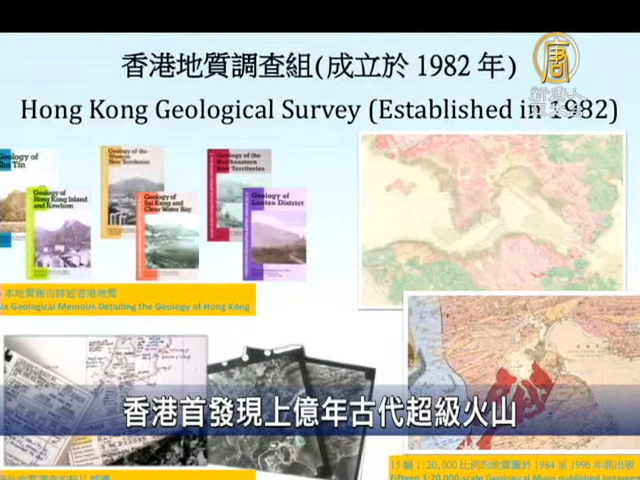 香港地質調查組(成立於 1982 年)
Hong Kong Geological Survey (Established in 1982)
唐
新唐人
Geology of
Sha Tin
Geology of
Hong Kong Island
and Kowloon
Geology of the
Western
New Territories
Geology of
Sai Kung and
Clear Water Bay
Geology of the
Northeastern
New Territories
Geology of
Lantau District
本地質報告詳述香港地質
Six Geological Memoirs Detailing the Geology of Hong Kong
香港首發現上億年古代超級火山
15 幅 1:20,000 比例的地質圖於 1984 至 1996 年間出版
Fifteen 1:20,000-scale Geological Maps published between